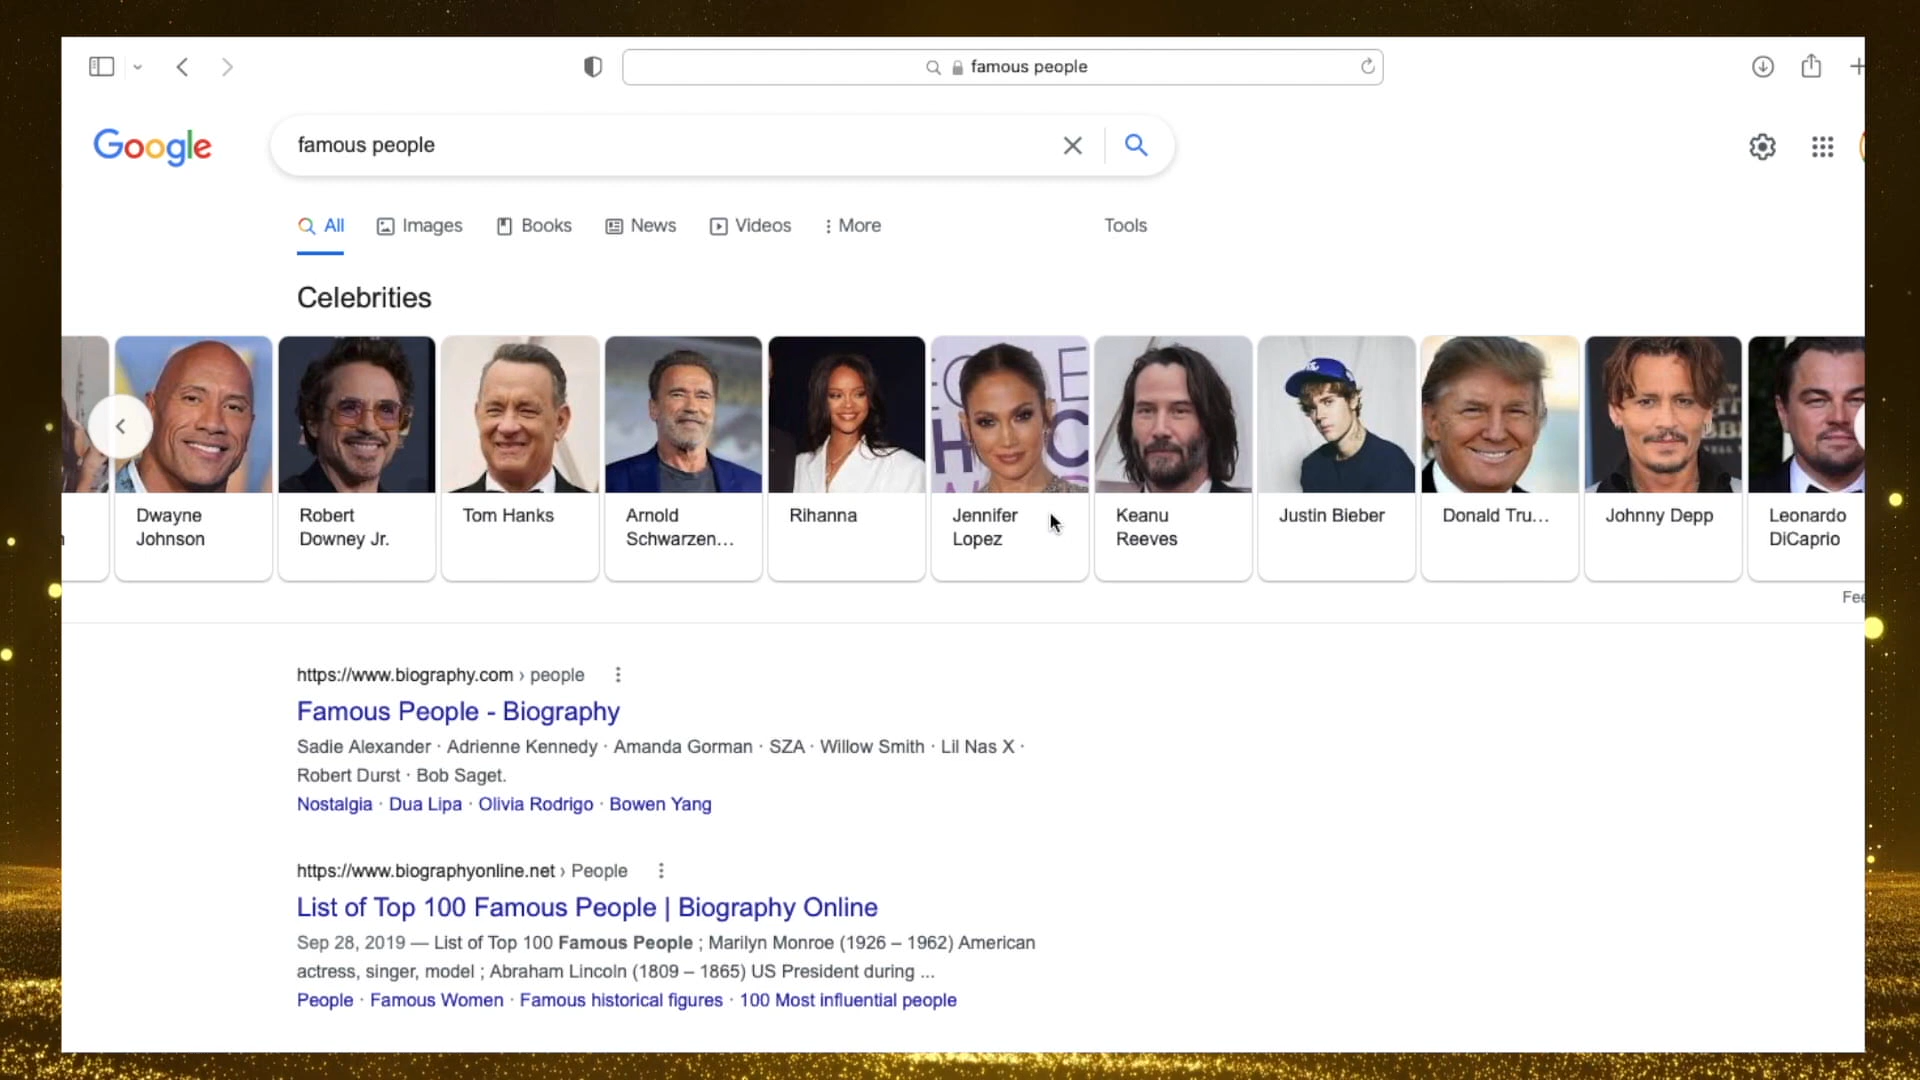 famous people
Google
famous people
All
Images
Books
News
Videos
More
Tools
Celebrities
Dwayne
Johnson
Robert
Downey Jr.
Tom Hanks
Arnold
Schwarzen...
Rihanna
Jennifer
Lopez
Keanu
Reeves
Justin Bieber
Donald Tru...
Johnny Depp
Leonardo
DiCaprio
https://www.biography.com › people
Famous People - Biography
Sadie Alexander · Adrienne Kennedy · Amanda Gorman · SZA · Willow Smith · Lil Nas X ·
Robert Durst · Bob Saget.
Nostalgia · Dua Lipa · Olivia Rodrigo · Bowen Yang
https://www.biographyonline.net › People
List of Top 100 Famous People | Biography Online
Sep 28, 2019 — List of Top 100 Famous People ; Marilyn Monroe (1926 – 1962) American
actress, singer, model ; Abraham Lincoln (1809 – 1865) US President during ...
People · Famous Women · Famous historical figures · 100 Most influential people